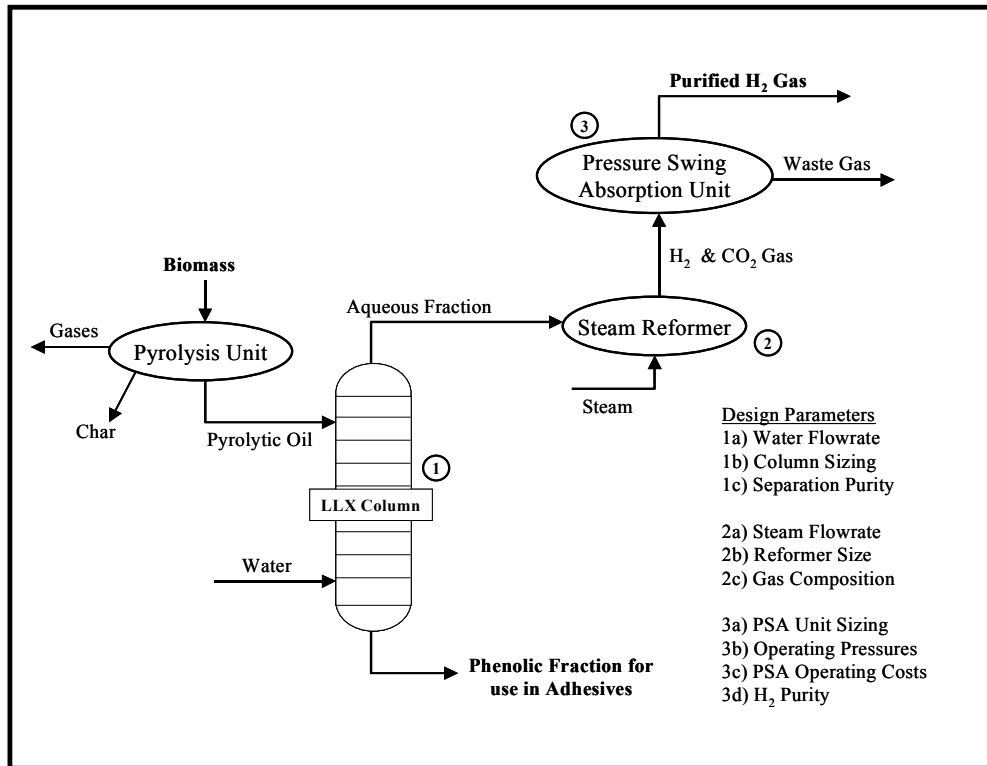 Purified H₂ Gas
3
Pressure Swing
Absorption Unit
Waste Gas
H₂ & CO₂ Gas
Biomass
Aqueous Fraction
Steam Reformer
Gases
Pyrolysis Unit
2
Steam
Char
Pyrolytic Oil
1
LLX Column
Water
Phenolic Fraction for
use in Adhesives
Design Parameters
1a) Water Flowrate
1b) Column Sizing
1c) Separation Purity
2a) Steam Flowrate
2b) Reformer Size
2c) Gas Composition
3a) PSA Unit Sizing
3b) Operating Pressures
3c) PSA Operating Costs
3d) H₂ Purity